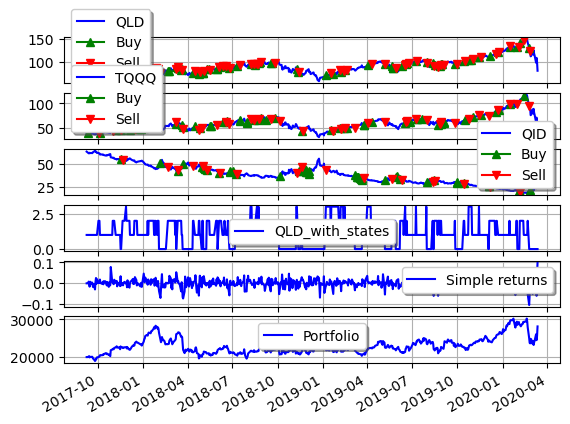 QLD
Buy
Sell
150
100
TQQQ
Buy
Sell
100
50
QID
Buy
Sell
50
25
QLD_with_states
2.5
0.0
Simple returns
0.1
0.0
−0.1
Portfolio
30000
20000
2017-10
2018-01
2018-04
2018-07
2018-10
2019-01
2019-04
2019-07
2019-10
2020-01
2020-04